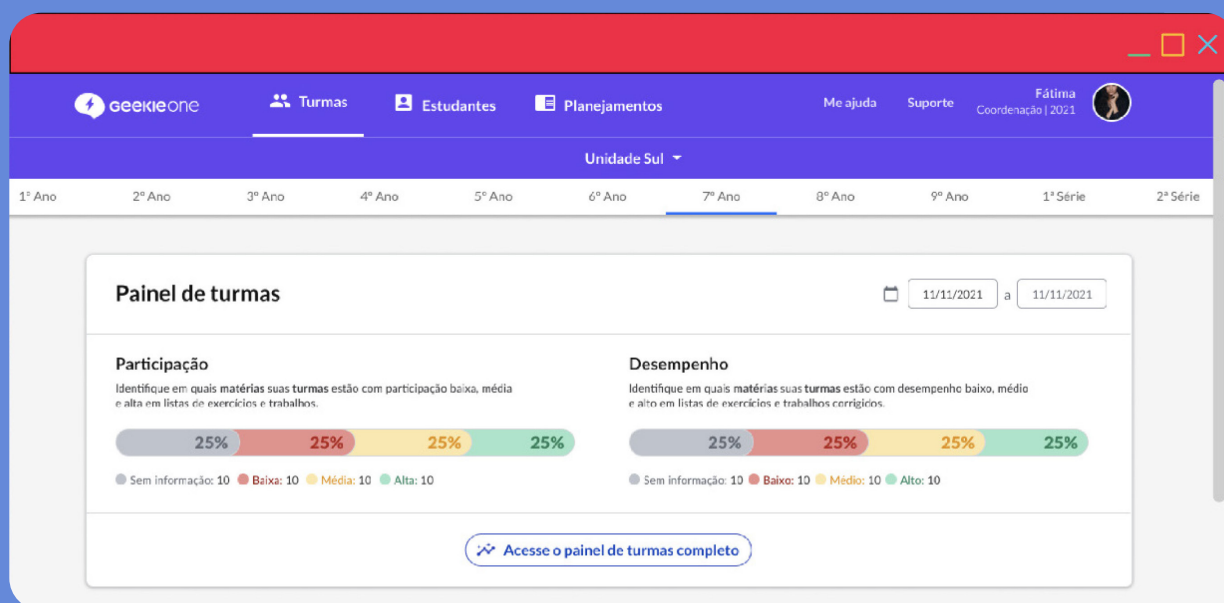 GEEKIEONE
Turmas
Estudantes
Planejamentos
Me ajuda
Suporte
Fátima
Coordenação | 2021
Unidade Sul
1º Ano
2º Ano
3º Ano
4º Ano
5º Ano
6º Ano
7º Ano
8º Ano
9º Ano
1ª Série
2ª Série
Painel de turmas
11/11/2021 a 11/11/2021
Participação
Identifique em quais matérias suas turmas estão com participação baixa, média
e alta em listas de exercícios e trabalhos.
25% 25% 25% 25%
Sem informação: 10 Baixa: 10 Média: 10 Alta: 10
Desempenho
Identifique em quais matérias suas turmas estão com desempenho baixo, médio
e alto em listas de exercícios e trabalhos corrigidos.
25% 25% 25% 25%
Sem informação: 10 Baixo: 10 Médio: 10 Alto: 10
Acesse o painel de turmas completo